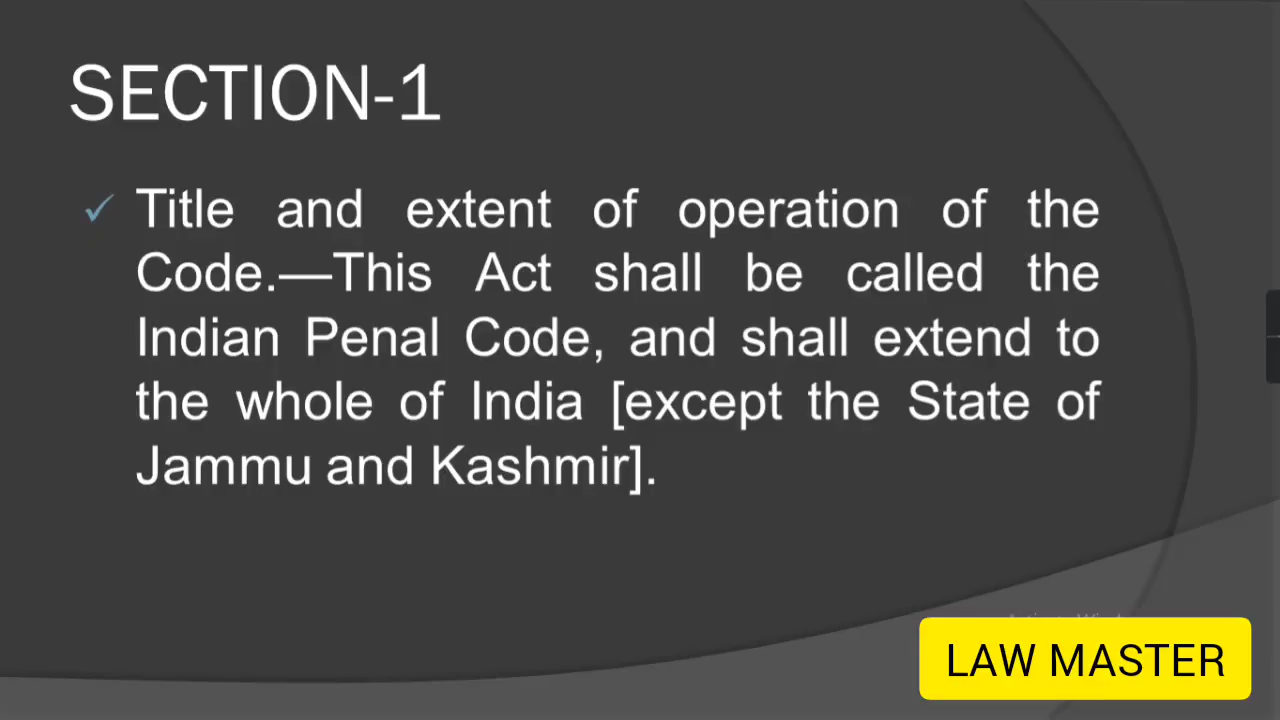 SECTION-1
✓ Title and extent of operation of the
Code.—This Act shall be called the
Indian Penal Code, and shall extend to
the whole of India [except the State of
Jammu and Kashmir].
LAW MASTER